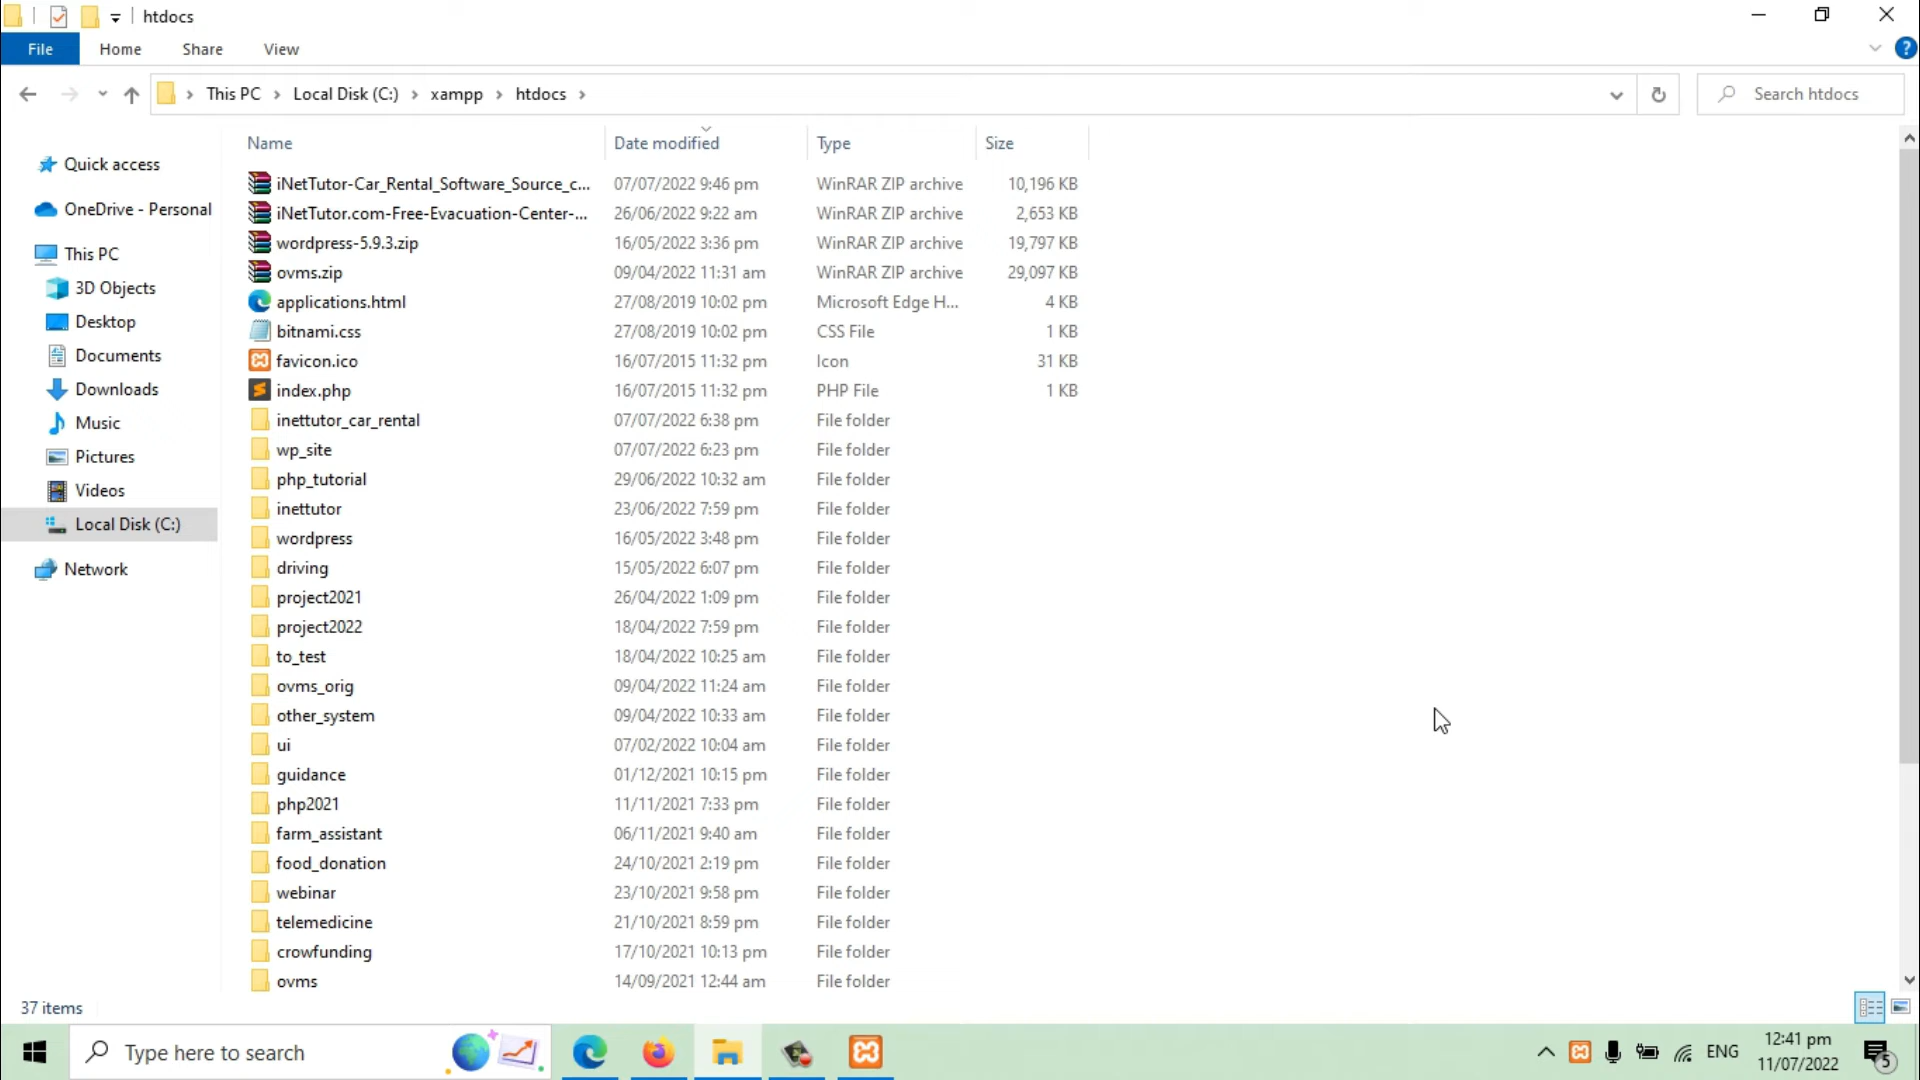 htdocs
File Home Share View
This PC Local Disk (C:) xampp htdocs Search htdocs
Name Date modified Type Size
Quick access
OneDrive - Personal
This PC
3D Objects
Desktop
Documents
Downloads
Music
Pictures
Videos
Local Disk (C:)
Network
iNetTutor-Car_Rental_Software_Source_c... 07/07/2022 9:46 pm WinRAR ZIP archive 10,196 KB
iNetTutor.com-Free-Evacuation-Center-... 26/06/2022 9:22 am WinRAR ZIP archive 2,653 KB
wordpress-5.9.3.zip 16/05/2022 3:36 pm WinRAR ZIP archive 19,797 KB
ovms.zip 09/04/2022 11:31 am WinRAR ZIP archive 29,097 KB
applications.html 27/08/2019 10:02 pm Microsoft Edge H... 4 KB
bitnami.css 27/08/2019 10:02 pm CSS File 1 KB
favicon.ico 16/07/2015 11:32 pm Icon 31 KB
index.php 16/07/2015 11:32 pm PHP File 1 KB
inettutor_car_rental 07/07/2022 6:38 pm File folder
wp_site 07/07/2022 6:23 pm File folder
php_tutorial 29/06/2022 10:32 am File folder
inettutor 23/06/2022 7:59 pm File folder
wordpress 16/05/2022 3:48 pm File folder
driving 15/05/2022 6:07 pm File folder
project2021 26/04/2022 1:09 pm File folder
project2022 18/04/2022 7:59 pm File folder
to_test 18/04/2022 10:25 am File folder
ovms_orig 09/04/2022 11:24 am File folder
other_system 09/04/2022 10:33 am File folder
ui 07/02/2022 10:04 am File folder
guidance 01/12/2021 10:15 pm File folder
php2021 11/11/2021 7:33 pm File folder
farm_assistant 06/11/2021 9:40 am File folder
food_donation 24/10/2021 2:19 pm File folder
webinar 23/10/2021 9:58 pm File folder
telemedicine 21/10/2021 8:59 pm File folder
crowfunding 17/10/2021 10:13 pm File folder
ovms 14/09/2021 12:44 am File folder
37 items
Type here to search
ENG
12:41 pm
11/07/2022
5